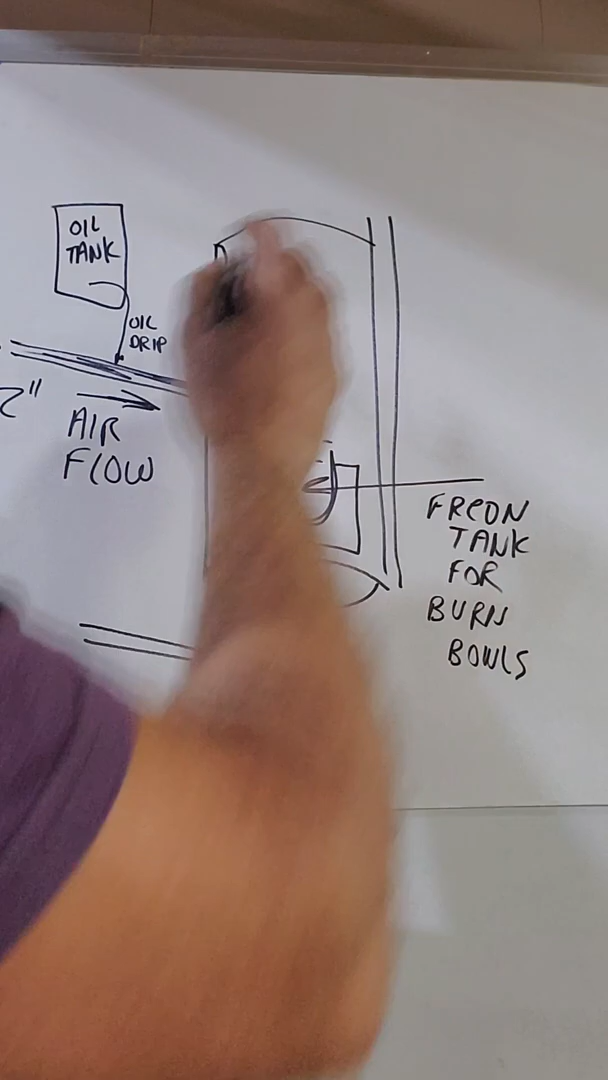 OIL
TANK
OIL
DRIP
2"
AIR
FLOW
FREON
TANK
FOR
BURN
BOWLS